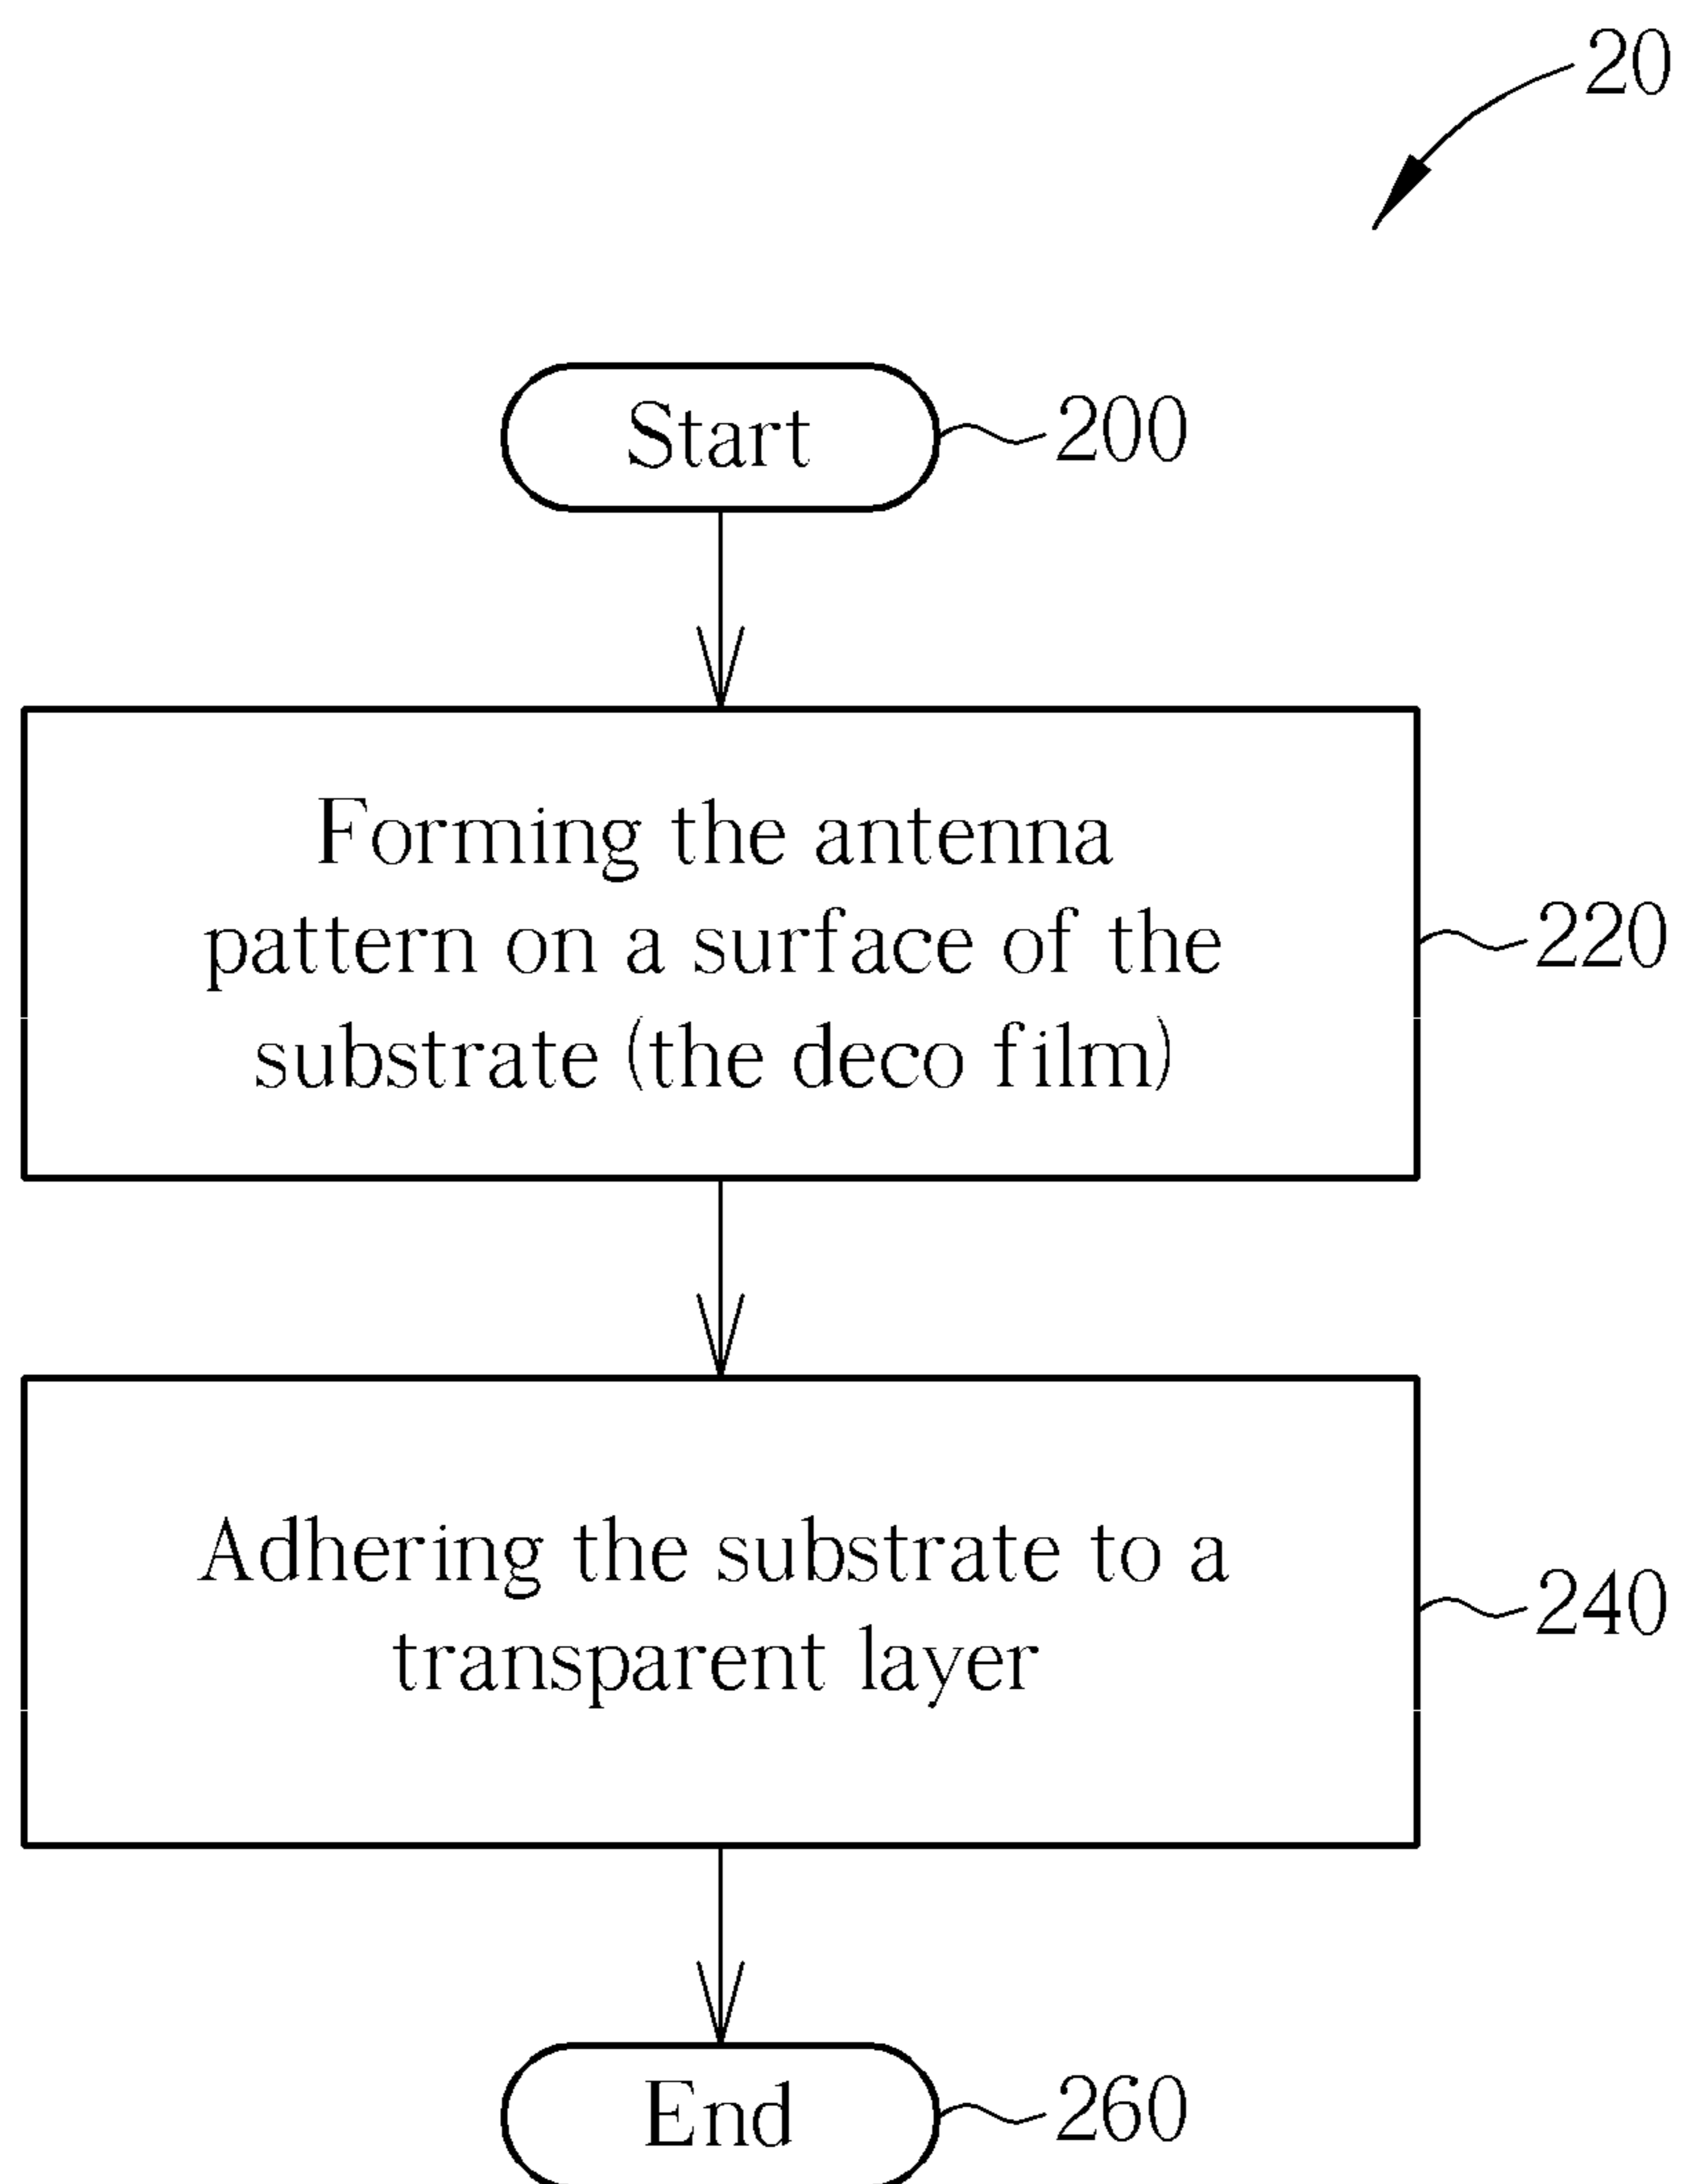 20
Start
200
Forming the antenna
pattern on a surface of the
substrate (the deco film)
220
Adhering the substrate to a
transparent layer
240
End
260